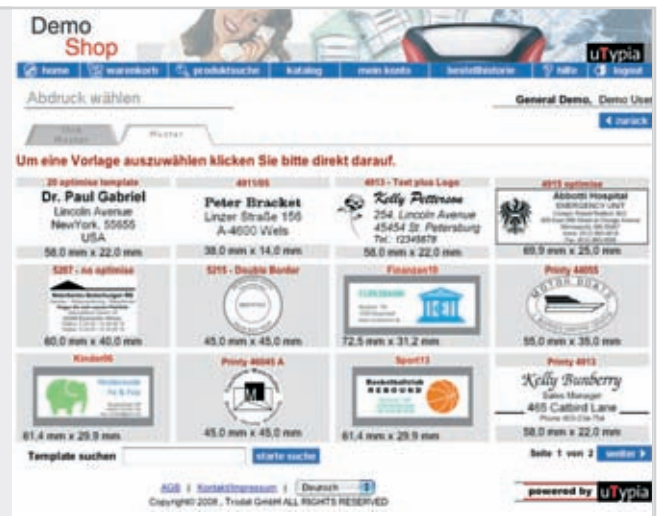 Demo
Shop
uTypia
home warenkorb produktsuche katalog mein konto bestellhistorie hilfe logout
Abdruck wählen
General Demo, Demo User
zurück
Muster
Um eine Vorlage auszuwählen klicken Sie bitte direkt darauf.
20 optimise template
Dr. Paul Gabriel
Lincoln Avenue
NewYork, 55655
USA
58.0 mm x 22.0 mm
4911/05
Peter Bracket
Linzer Straße 156
A-4600 Wels
38.0 mm x 14.0 mm
4913 - Text plus Logo
Kelly Petterson
254, Lincoln Avenue
45454 St. Petersburg
Tel.: 12345678
58.0 mm x 22.0 mm
4915 optimise
Abbotti Hospital
EMERGENCY UNIT
69,9 mm x 25,0 mm
5207 - no optimise
60,0 mm x 40,0 mm
5215 - Double Border
45.0 mm x 45,0 mm
Finanzen10
72,5 mm x 31,2 mm
Printy 44055
MOTOR BOATS
55.0 mm x 35,0 mm
Kinder06
61,4 mm x 29,9 mm
Printy 46045 A
M
45.0 mm x 45,0 mm
Sport13
Basketballclub
REBOUND
61,4 mm x 29,9 mm
Printy 4913
Kelly Bunberry
Sales Manager
465 Catbird Lane
58,0 mm x 22,0 mm
Template suchen
starte suche
Seite 1 von 2 weiter
AGB | Kontakt/Impressum | Deutsch
Copyright© 2008 , Trodat GmbH ALL RIGHTS RESERVED
powered by uTypia